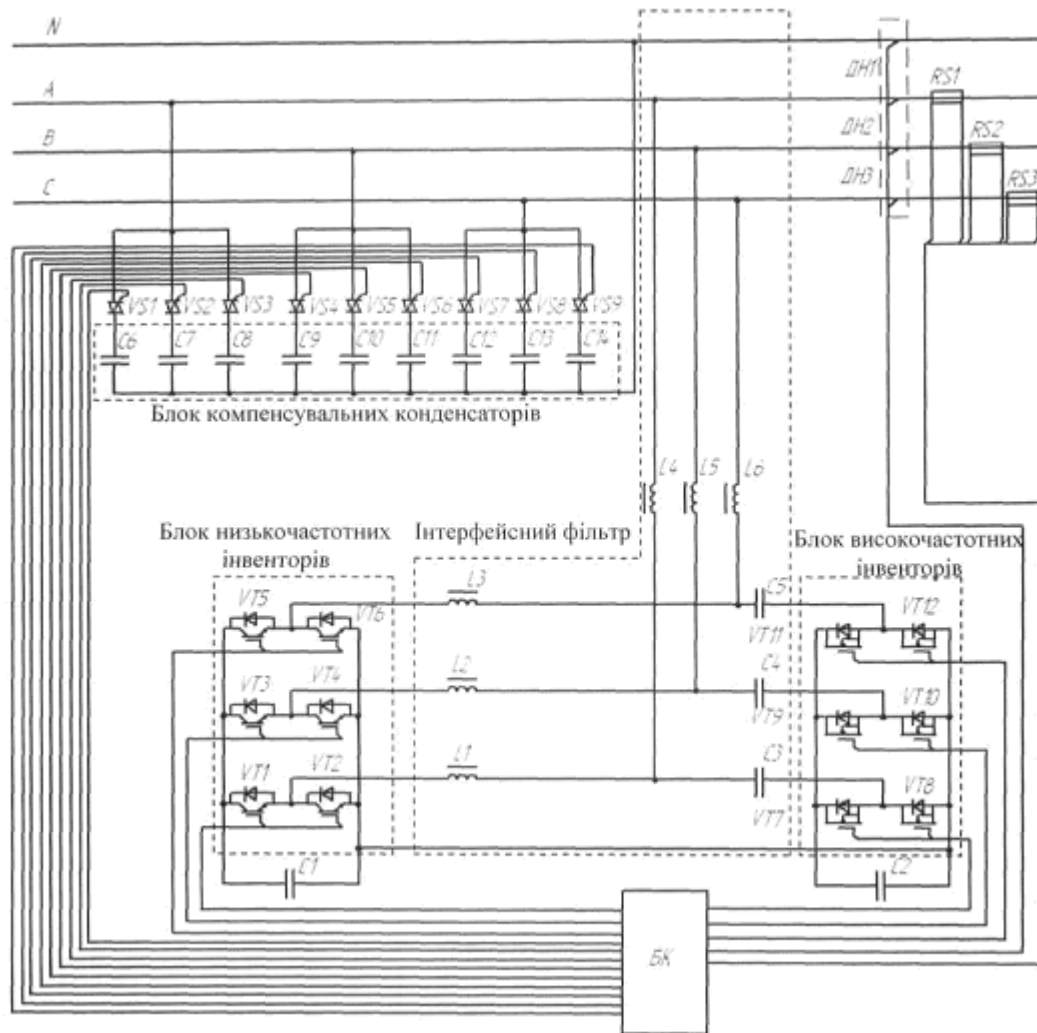 N
ДН1
RS1
A
ДН2
RS2
B
ДН3
RS3
C
VS1 VS2 VS3 VS4 VS5 VS6 VS7 VS8 VS9
C6 C7 C8 C9 C10 C11 C12 C13 C14
Блок компенсувальних конденсаторів
L4 L5 L6
Блок низькочастотних
інвенторів
Інтерфейсний фільтр
Блок високочастотних
інвенторів
L3
C5
VT5
VT6
VT12
VT11
L2
C4
VT3
VT4
VT10
VT9
L1
C3
VT1
VT2
VT8
VT7
C1
C2
БК